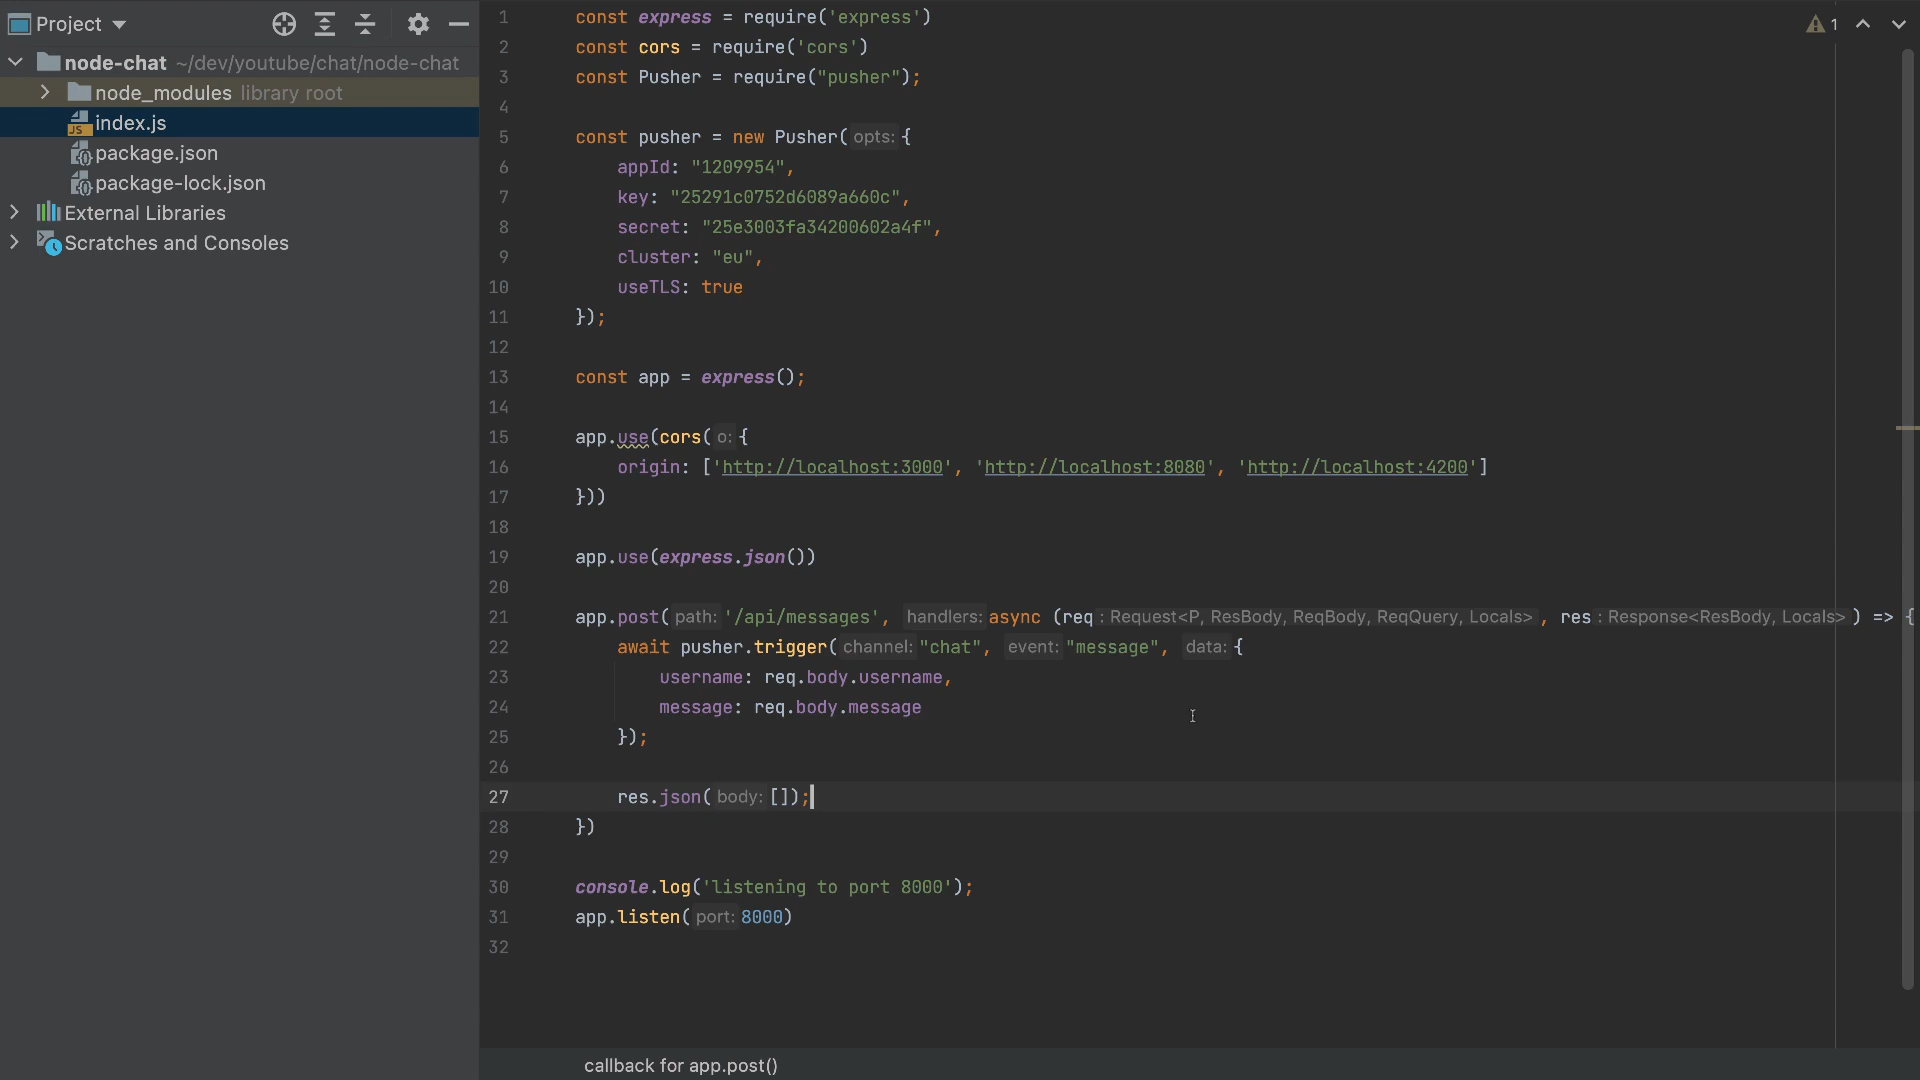 Project
node-chat ~/dev/youtube/chat/node-chat
node_modules library root
index.js
package.json
package-lock.json
External Libraries
Scratches and Consoles
1 const express = require('express')
2 const cors = require('cors')
3 const Pusher = require("pusher");
4
5 const pusher = new Pusher( opts: {
6 appId: "1209954",
7 key: "25291c0752d6089a660c",
8 secret: "25e3003fa34200602a4f",
9 cluster: "eu",
10 useTLS: true
11 });
12
13 const app = express();
14
15 app.use(cors( o: {
16 origin: ['http://localhost:3000', 'http://localhost:8080', 'http://localhost:4200']
17 }))
18
19 app.use(express.json())
20
21 app.post( path: '/api/messages', handlers: async (req : Request<P, ResBody, ReqBody, ReqQuery, Locals> , res : Response<ResBody, Locals> ) => {
22 await pusher.trigger( channel: "chat", event: "message", data: {
23 username: req.body.username,
24 message: req.body.message
25 });
26
27 res.json( body: []);
28 })
29
30 console.log('listening to port 8000');
31 app.listen( port: 8000)
32
1
callback for app.post()